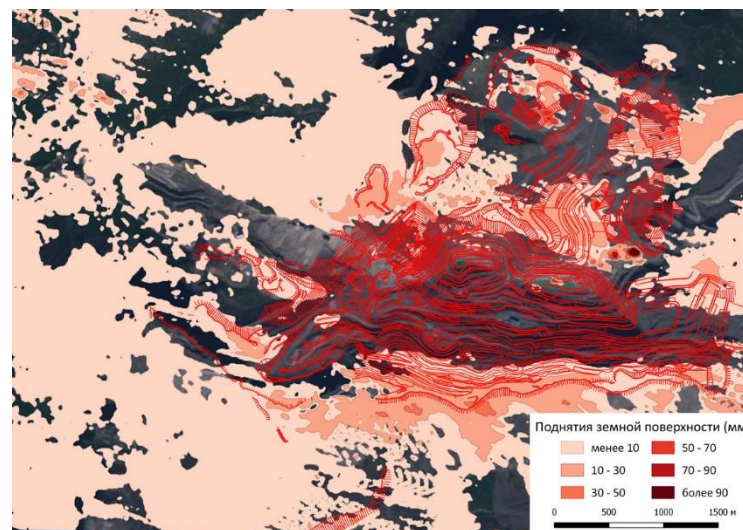 Поднятия земной поверхности (мм
менее 10 50 - 70
10 - 30 70 - 90
30 - 50 более 90
0 500 1000 1500 м